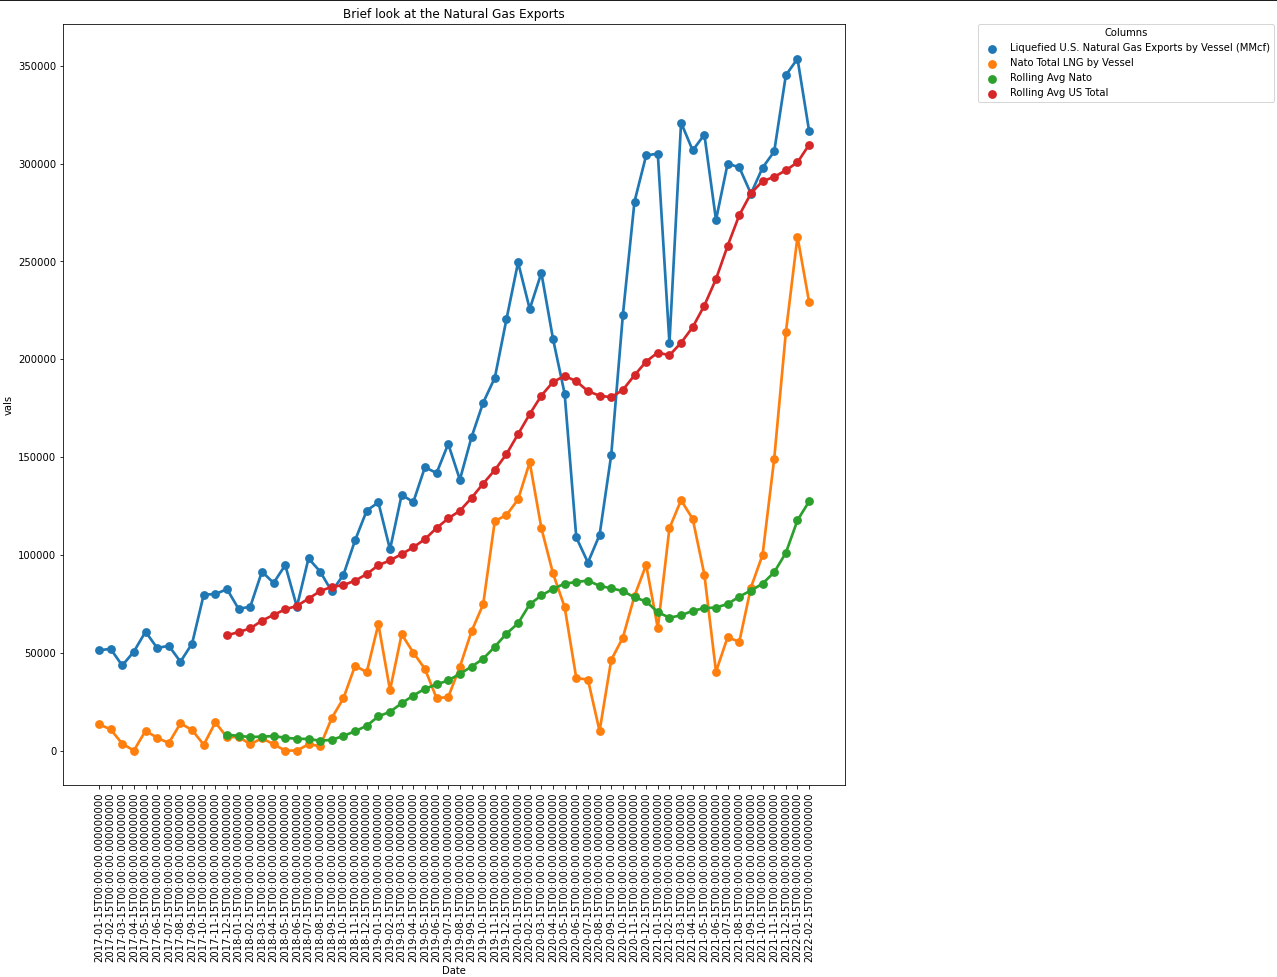 Brief look at the Natural Gas Exports
Columns
Liquefied U.S. Natural Gas Exports by Vessel (MMcf)
Nato Total LNG by Vessel
Rolling Avg Nato
Rolling Avg US Total
350000
300000
250000
200000
150000
100000
50000
0
vals
2017-01-15T00:00:00.000000000
2017-02-15T00:00:00.000000000
2017-03-15T00:00:00.000000000
2017-04-15T00:00:00.000000000
2017-05-15T00:00:00.000000000
2017-06-15T00:00:00.000000000
2017-07-15T00:00:00.000000000
2017-08-15T00:00:00.000000000
2017-09-15T00:00:00.000000000
2017-10-15T00:00:00.000000000
2017-11-15T00:00:00.000000000
2017-12-15T00:00:00.000000000
2018-01-15T00:00:00.000000000
2018-02-15T00:00:00.000000000
2018-03-15T00:00:00.000000000
2018-04-15T00:00:00.000000000
2018-05-15T00:00:00.000000000
2018-06-15T00:00:00.000000000
2018-07-15T00:00:00.000000000
2018-08-15T00:00:00.000000000
2018-09-15T00:00:00.000000000
2018-10-15T00:00:00.000000000
2018-11-15T00:00:00.000000000
2018-12-15T00:00:00.000000000
2019-01-15T00:00:00.000000000
2019-02-15T00:00:00.000000000
2019-03-15T00:00:00.000000000
2019-04-15T00:00:00.000000000
2019-05-15T00:00:00.000000000
2019-06-15T00:00:00.000000000
2019-07-15T00:00:00.000000000
2019-08-15T00:00:00.000000000
2019-09-15T00:00:00.000000000
2019-10-15T00:00:00.000000000
2019-11-15T00:00:00.000000000
2019-12-15T00:00:00.000000000
2020-01-15T00:00:00.000000000
2020-02-15T00:00:00.000000000
2020-03-15T00:00:00.000000000
2020-04-15T00:00:00.000000000
2020-05-15T00:00:00.000000000
2020-06-15T00:00:00.000000000
2020-07-15T00:00:00.000000000
2020-08-15T00:00:00.000000000
2020-09-15T00:00:00.000000000
2020-10-15T00:00:00.000000000
2020-11-15T00:00:00.000000000
2020-12-15T00:00:00.000000000
2021-01-15T00:00:00.000000000
2021-02-15T00:00:00.000000000
2021-03-15T00:00:00.000000000
2021-04-15T00:00:00.000000000
2021-05-15T00:00:00.000000000
2021-06-15T00:00:00.000000000
2021-07-15T00:00:00.000000000
2021-08-15T00:00:00.000000000
2021-09-15T00:00:00.000000000
2021-10-15T00:00:00.000000000
2021-11-15T00:00:00.000000000
2021-12-15T00:00:00.000000000
2022-01-15T00:00:00.000000000
2022-02-15T00:00:00.000000000
Date